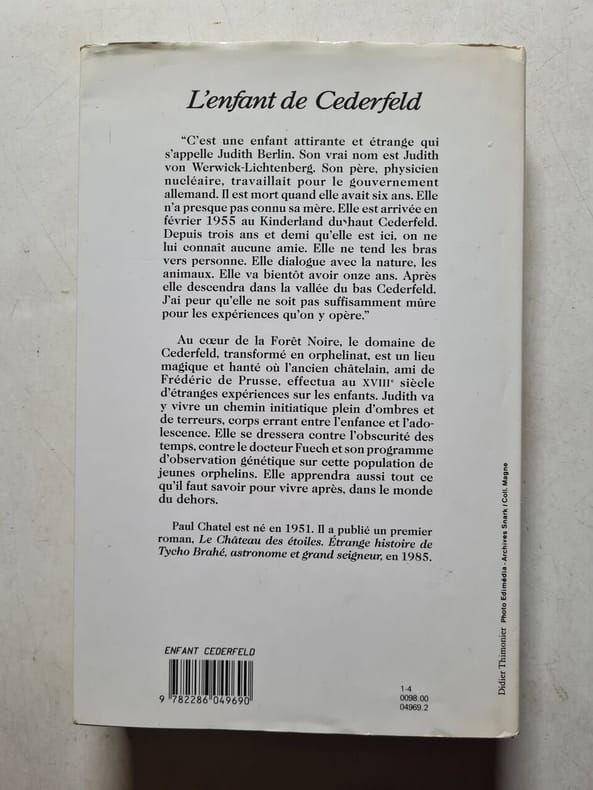 L'enfant de Cederfeld
"C'est une enfant attirante et étrange qui
s'appelle Judith Berlin. Son vrai nom est Judith
von Werwick-Lichtenberg. Son père, physicien
nucléaire, travaillait pour le gouvernement
allemand. Il est mort quand elle avait six ans. Elle
n'a presque pas connu sa mère. Elle est arrivée en
février 1955 au Kinderland du haut Cederfeld.
Depuis trois ans et demi qu'elle est ici, on ne
lui connait aucune amie. Elle ne tend les bras
vers personne. Elle dialogue avec la nature, les
animaux. Elle va bientôt avoir onze ans. Après
elle descendra dans la vallée du bas Cederfeld.
J'ai peur qu'elle ne soit pas suffisamment mûre
pour les expériences qu'on y opère."
Au cœur de la Forêt Noire, le domaine de
Cederfeld, transformé en orphelinat, est un lieu
magique et hanté où l'ancien châtelain, ami de
Frédéric de Prusse, effectua au XVIIIe siècle
d'étranges expériences sur les enfants. Judith va
y vivre un chemin initiatique plein d'ombres et
de terreurs, corps errant entre l'enfance et l'ado-
lescence. Elle se dressera contre l'obscurité des
temps, contre le docteur Fuech et son programme
d'observation génétique sur cette population de
jeunes orphelins. Elle apprendra aussi tout ce
qu'il faut savoir pour vivre après, dans le monde
du dehors.
Paul Chatel est né en 1951. Il a publié un premier
roman, Le Château des étoiles. Étrange histoire de
Tycho Brahé, astronome et grand seigneur, en 1985.
ENFANT CEDERFELD
9 782286 049690
1-4
0098.00
04969.2
Didier Thimonier Photo Edimédia - Archives Snark / Coll. Magne